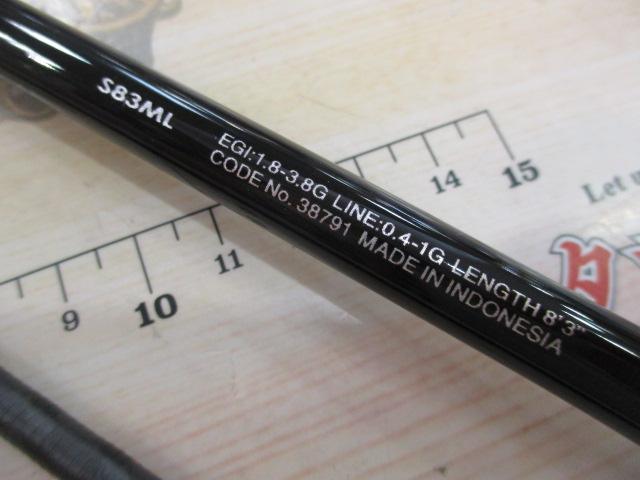 S83ML
EGI:1.8-3.8G LINE:0.4-1G LENGTH 8'3"
CODE No. 38791 MADE IN INDONESIA
14
15
Let
9
10
11